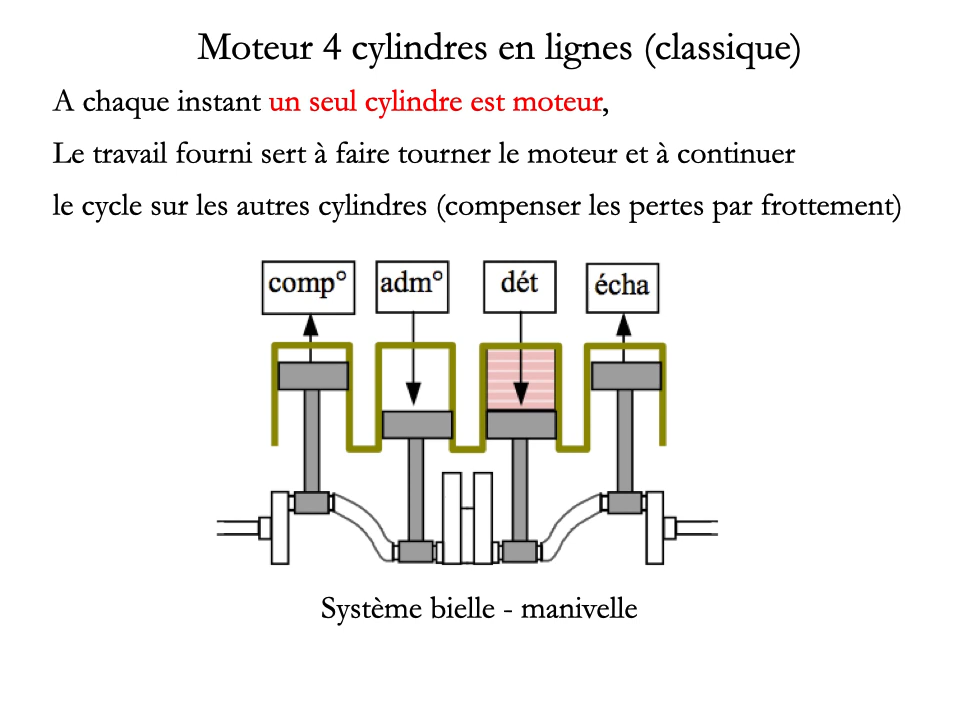 Moteur 4 cylindres en lignes (classique)
A chaque instant un seul cylindre est moteur,
Le travail fourni sert à faire tourner le moteur et à continuer
le cycle sur les autres cylindres (compenser les pertes par frottement)
comp° adm° dét écha
Système bielle - manivelle